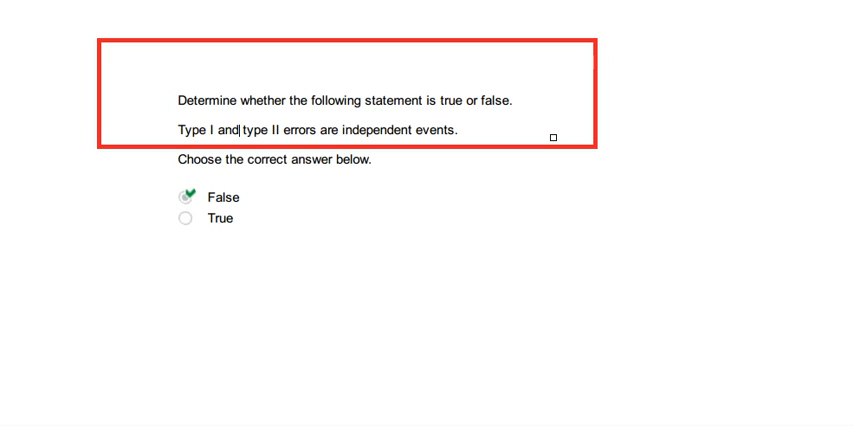 Determine whether the following statement is true or false.
Type I and type II errors are independent events.
Choose the correct answer below.
False
True